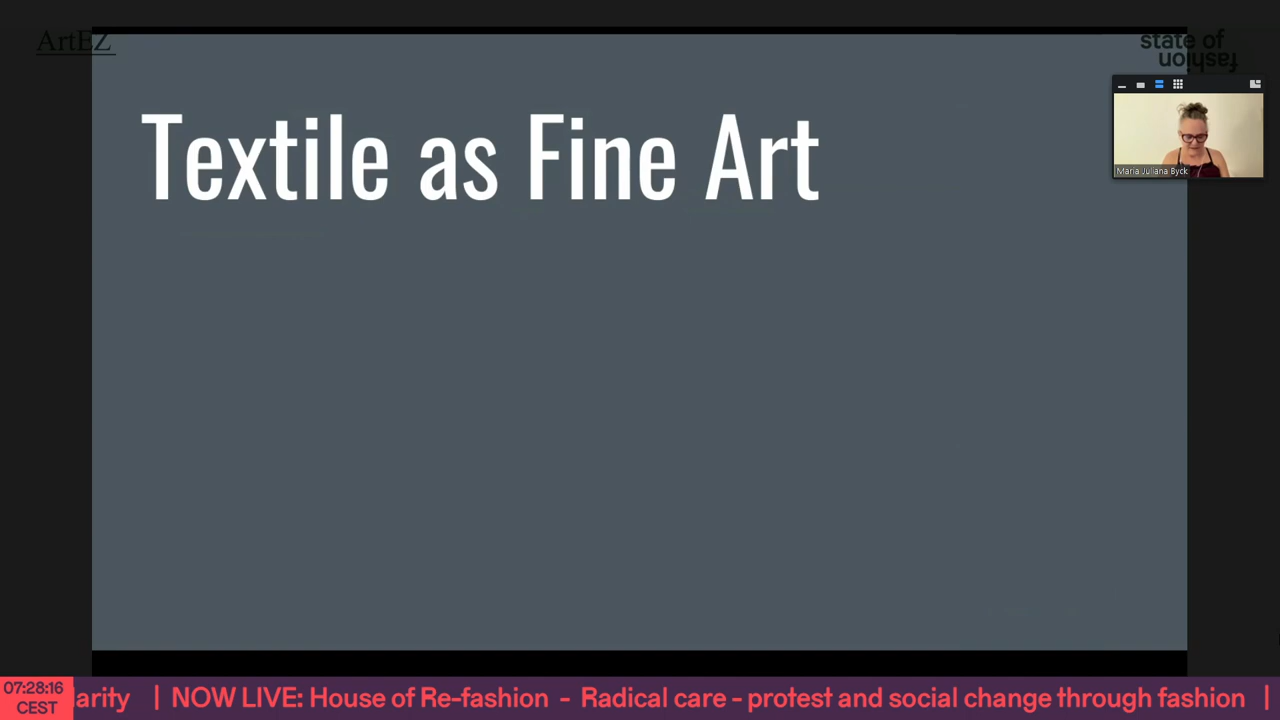 ArtEZ
state of
fashion
Textile as Fine Art
Maria Juliana Byck
07:28:16
CEST
larity | NOW LIVE: House of Re-fashion - Radical care - protest and social change through fashion |